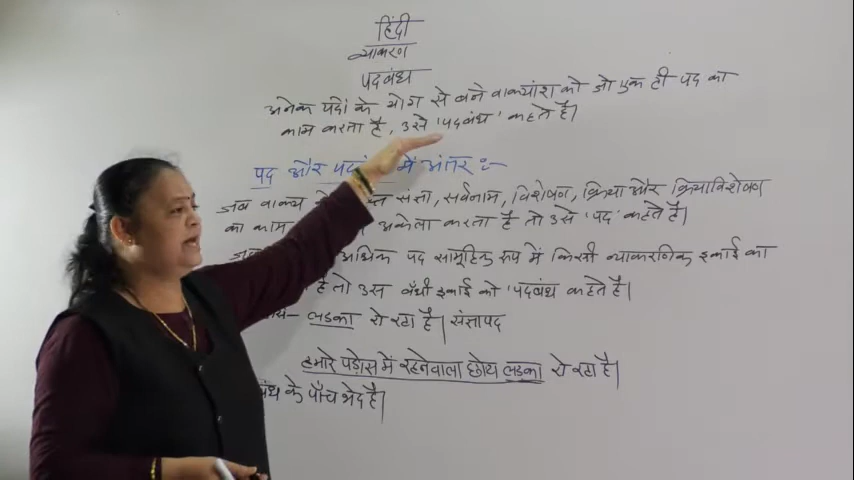 हिंदी
व्याकरण
पदबंध
अनेक पदों के योग से बने वाक्यांश को जो एक ही पद का
काम करता है, उसे 'पदबंध' कहते है।
पद और में अंतर :-
जब वाक्य संज्ञा, सर्वनाम, विशेषण, क्रिया और क्रियाविशेषण
का काम अकेला करता है तो उसे 'पद' कहते है।
अधिक पद सामूहिक रूप में किसी व्याकरणिक इकाई का
है तो उस बँधी इकाई को 'पदबंध कहते है।
लडका रो रहा है। संज्ञापद
हमारे पड़ोस में रहनेवाला छोटा लड़का रो रहा है।
के पाँच भेद है।